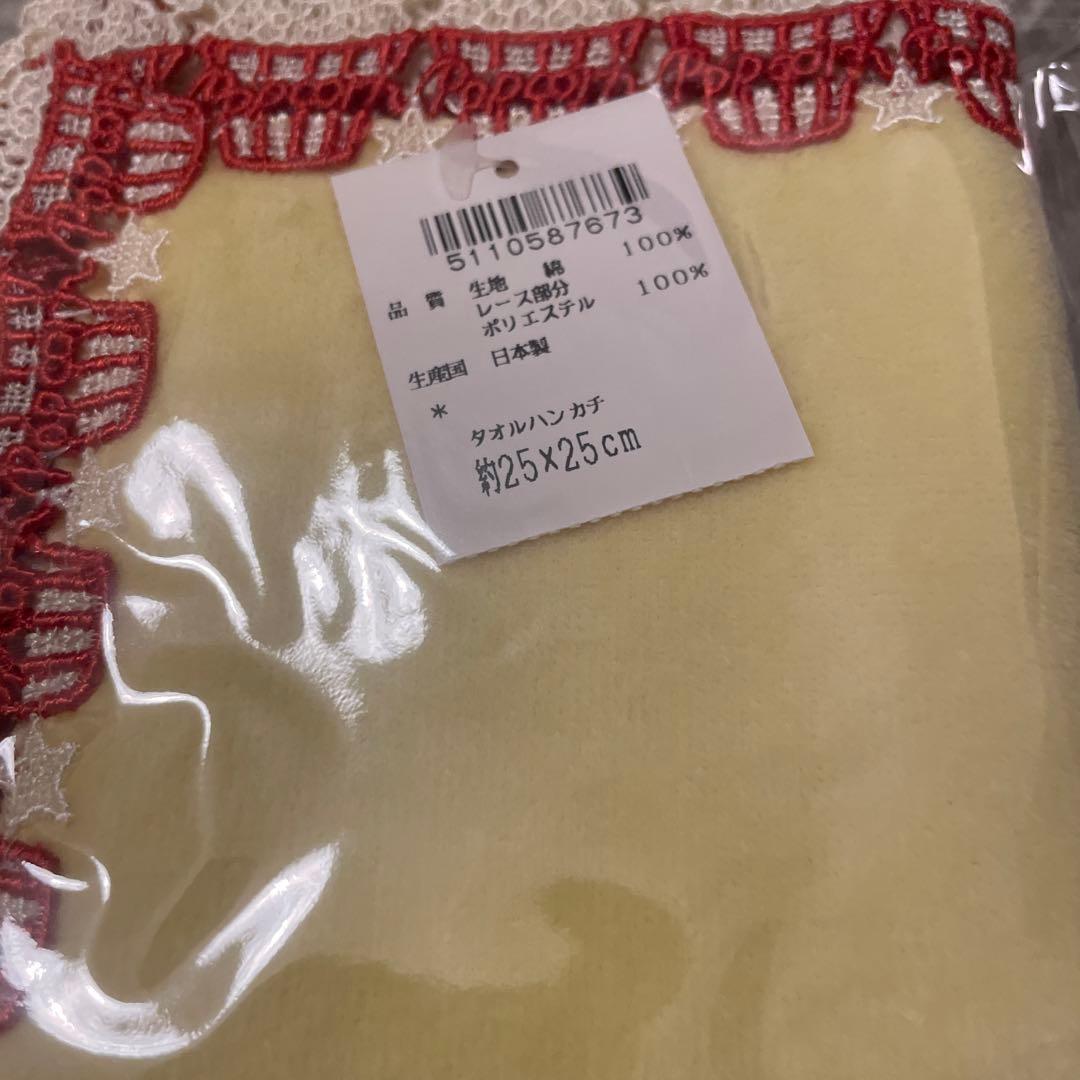 Popcorn Popcorn Popcorn
5110587673
品質 生地 綿 100%
レース部分
ポリエステル 100%
生産国 日本製
*
タオルハンカチ
約25×25cm